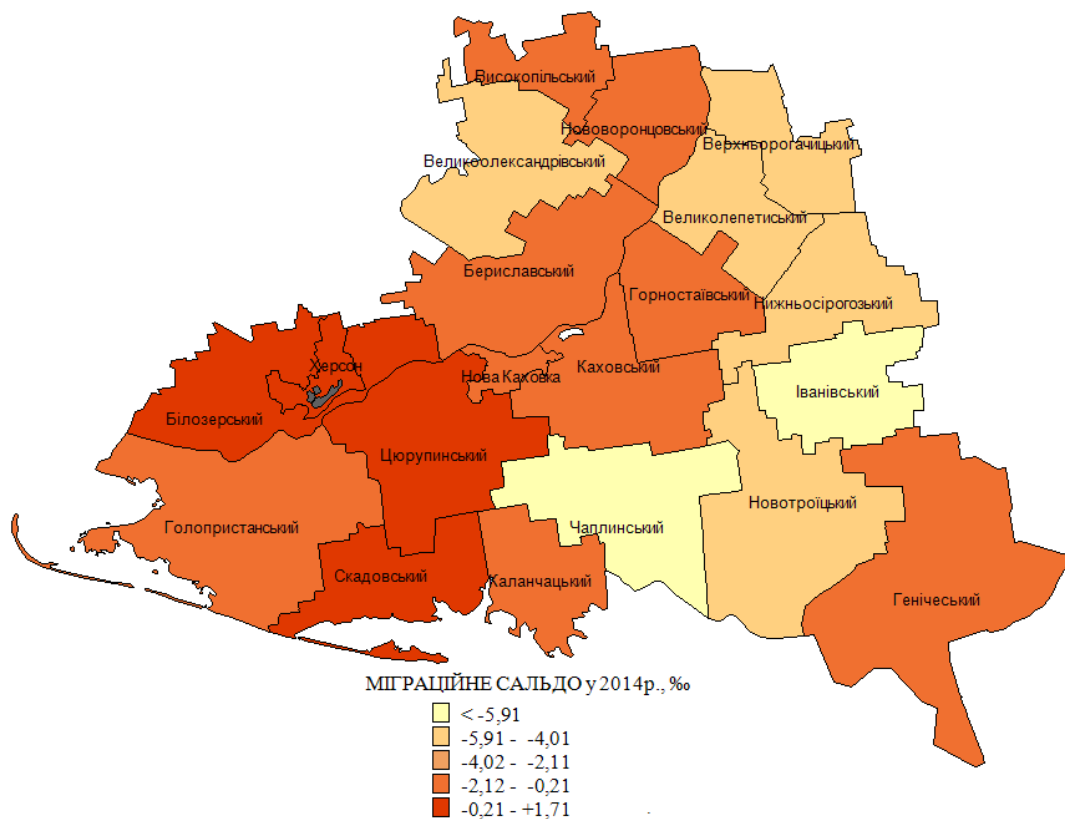 Високопільський
Нововоронцовський
Верхньорогачицький
Великоолександрівський
Великолепетиський
Бериславський
Горностаївський
Нижньосірогозький
Херсон
Нова Каховка
Каховський
Іванівський
Білозерський
Цюрупинський
Голопристанський
Чаплинський
Новотроїцький
Скадовський
Каланчацький
Генічеський
МІГРАЦІЙНЕ САЛЬДО у 2014р., ‰
< -5,91
-5,91 - -4,01
-4,02 - -2,11
-2,12 - -0,21
-0,21 - +1,71